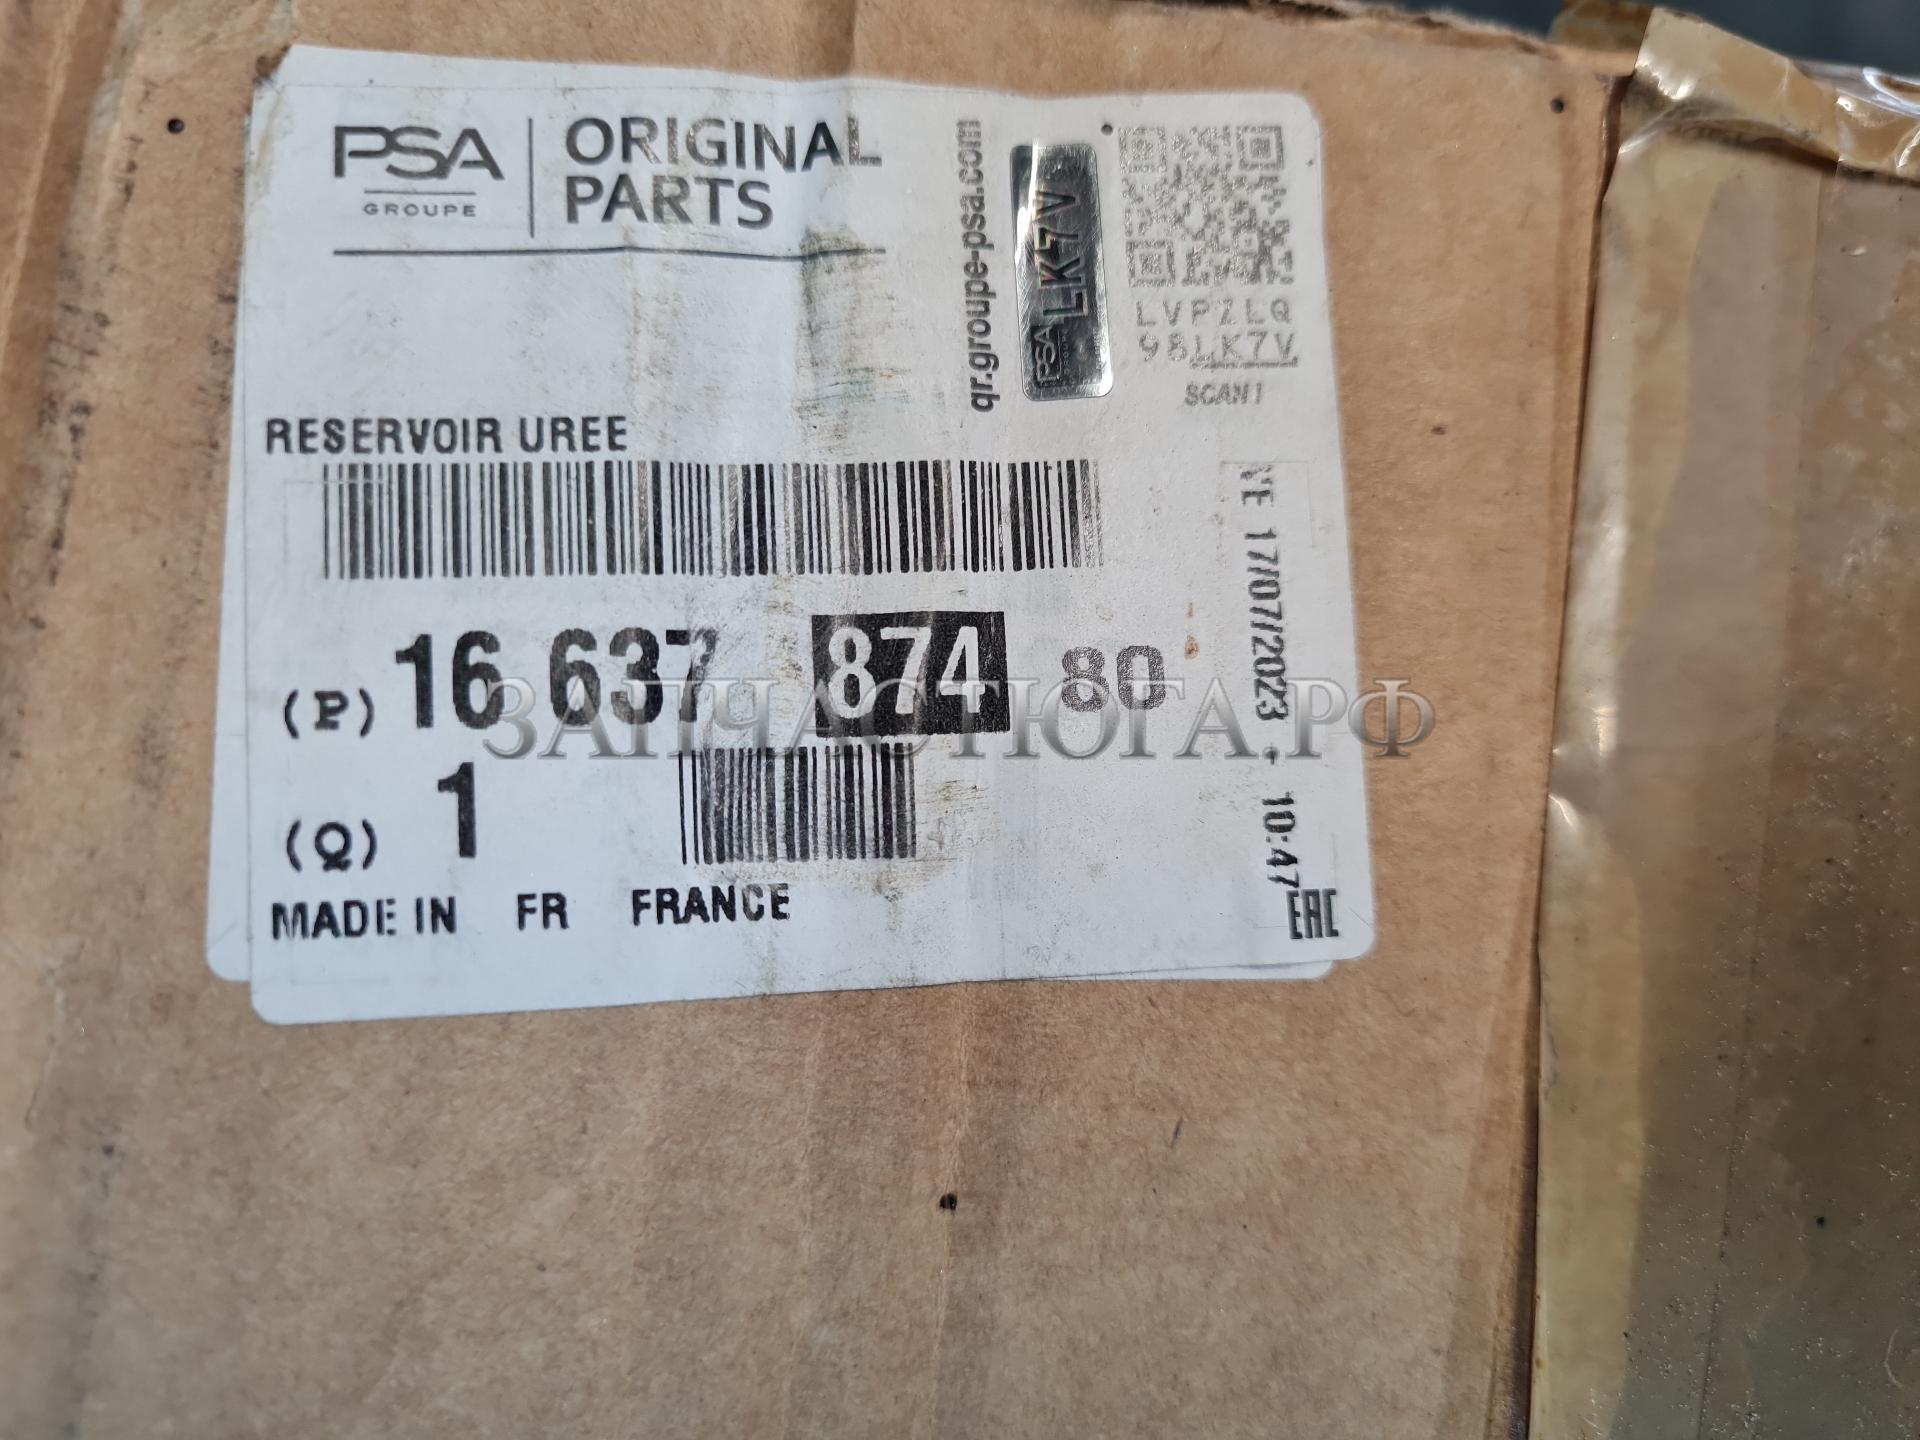 PSA
GROUPE
ORIGINAL
PARTS
qr.groupe-psa.com
PSA
LK7V
LVPZLQ
98LK7V
SCAN!
RESERVOIR UREE
(P) 16 637 874 80
ЗАПЧАСТЮГА.РФ
(Q) 1
MADE IN FR FRANCE
17/07/2023 - 10:47
EAC